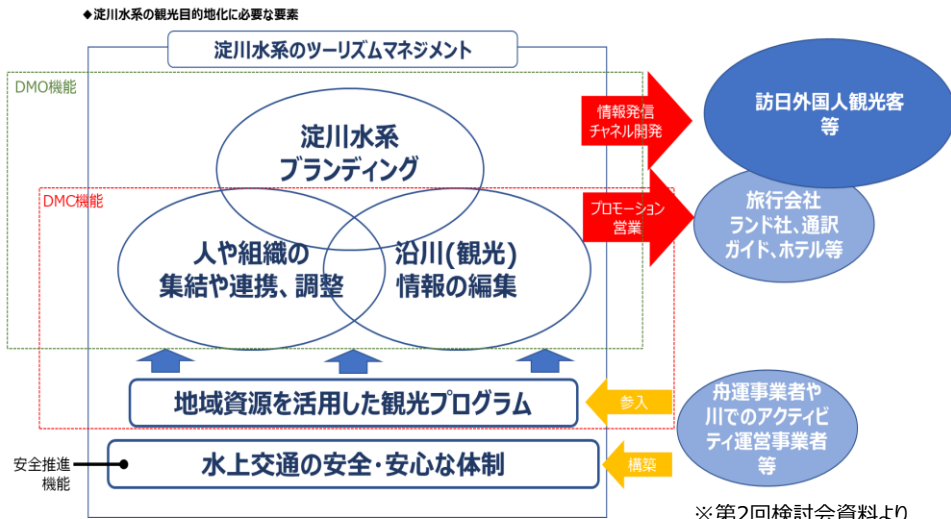 ◆淀川水系の観光目的地化に必要な要素
淀川水系のツーリズムマネジメント
DMO機能
淀川水系
ブランディング
情報発信
チャネル開発
訪日外国人観光客
等
DMC機能
人や組織の
集結や連携、調整
沿川(観光)
情報の編集
プロモーション
営業
旅行会社
ランド社、通訳
ガイド、ホテル等
地域資源を活用した観光プログラム
参入
舟運事業者や
川でのアクティビ
ティ運営事業者
等
安全推進
機能
水上交通の安全・安心な体制
構築
※第2回検討会資料より